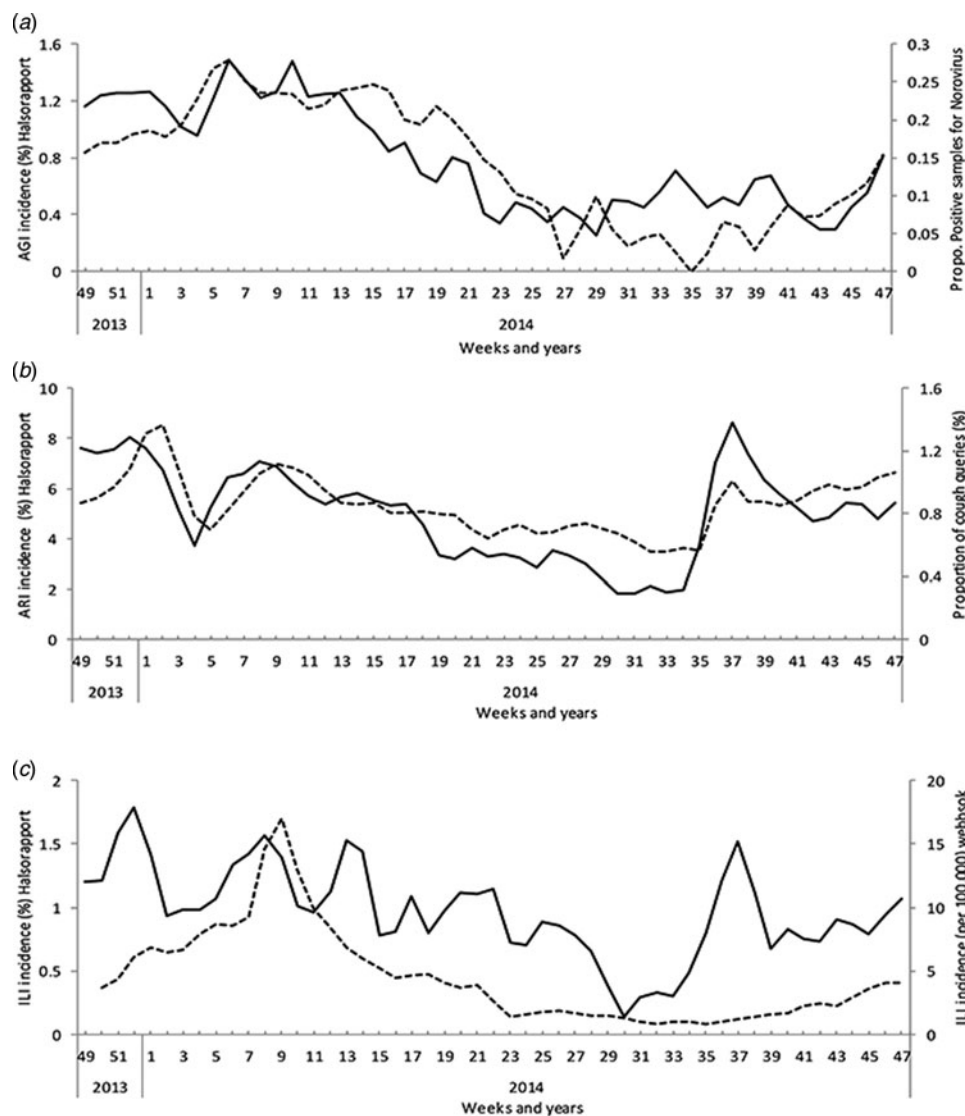 (a)
AGI incidence (%) Halsorapport
1.6
1.2
0.8
0.4
0
0.3
0.25
0.2
0.15
0.1
0.05
0
Propo. Positive samples for Norovirus
49 51 1 3 5 7 9 11 13 15 17 19 21 23 25 27 29 31 33 35 37 39 41 43 45 47
2013 2014
Weeks and years
(b)
ARI incidence (%) Halsorapport
10
8
6
4
2
0
1.6
1.2
0.8
0.4
0
Proportion of cough queries (%)
49 51 1 3 5 7 9 11 13 15 17 19 21 23 25 27 29 31 33 35 37 39 41 43 45 47
2013 2014
Weeks and years
(c)
ILI incidence (%) Halsorapport
2
1.5
1
0.5
0
20
15
10
5
0
ILI incidence (per 100 000) webbsok
49 51 1 3 5 7 9 11 13 15 17 19 21 23 25 27 29 31 33 35 37 39 41 43 45 47
2013 2014
Weeks and years